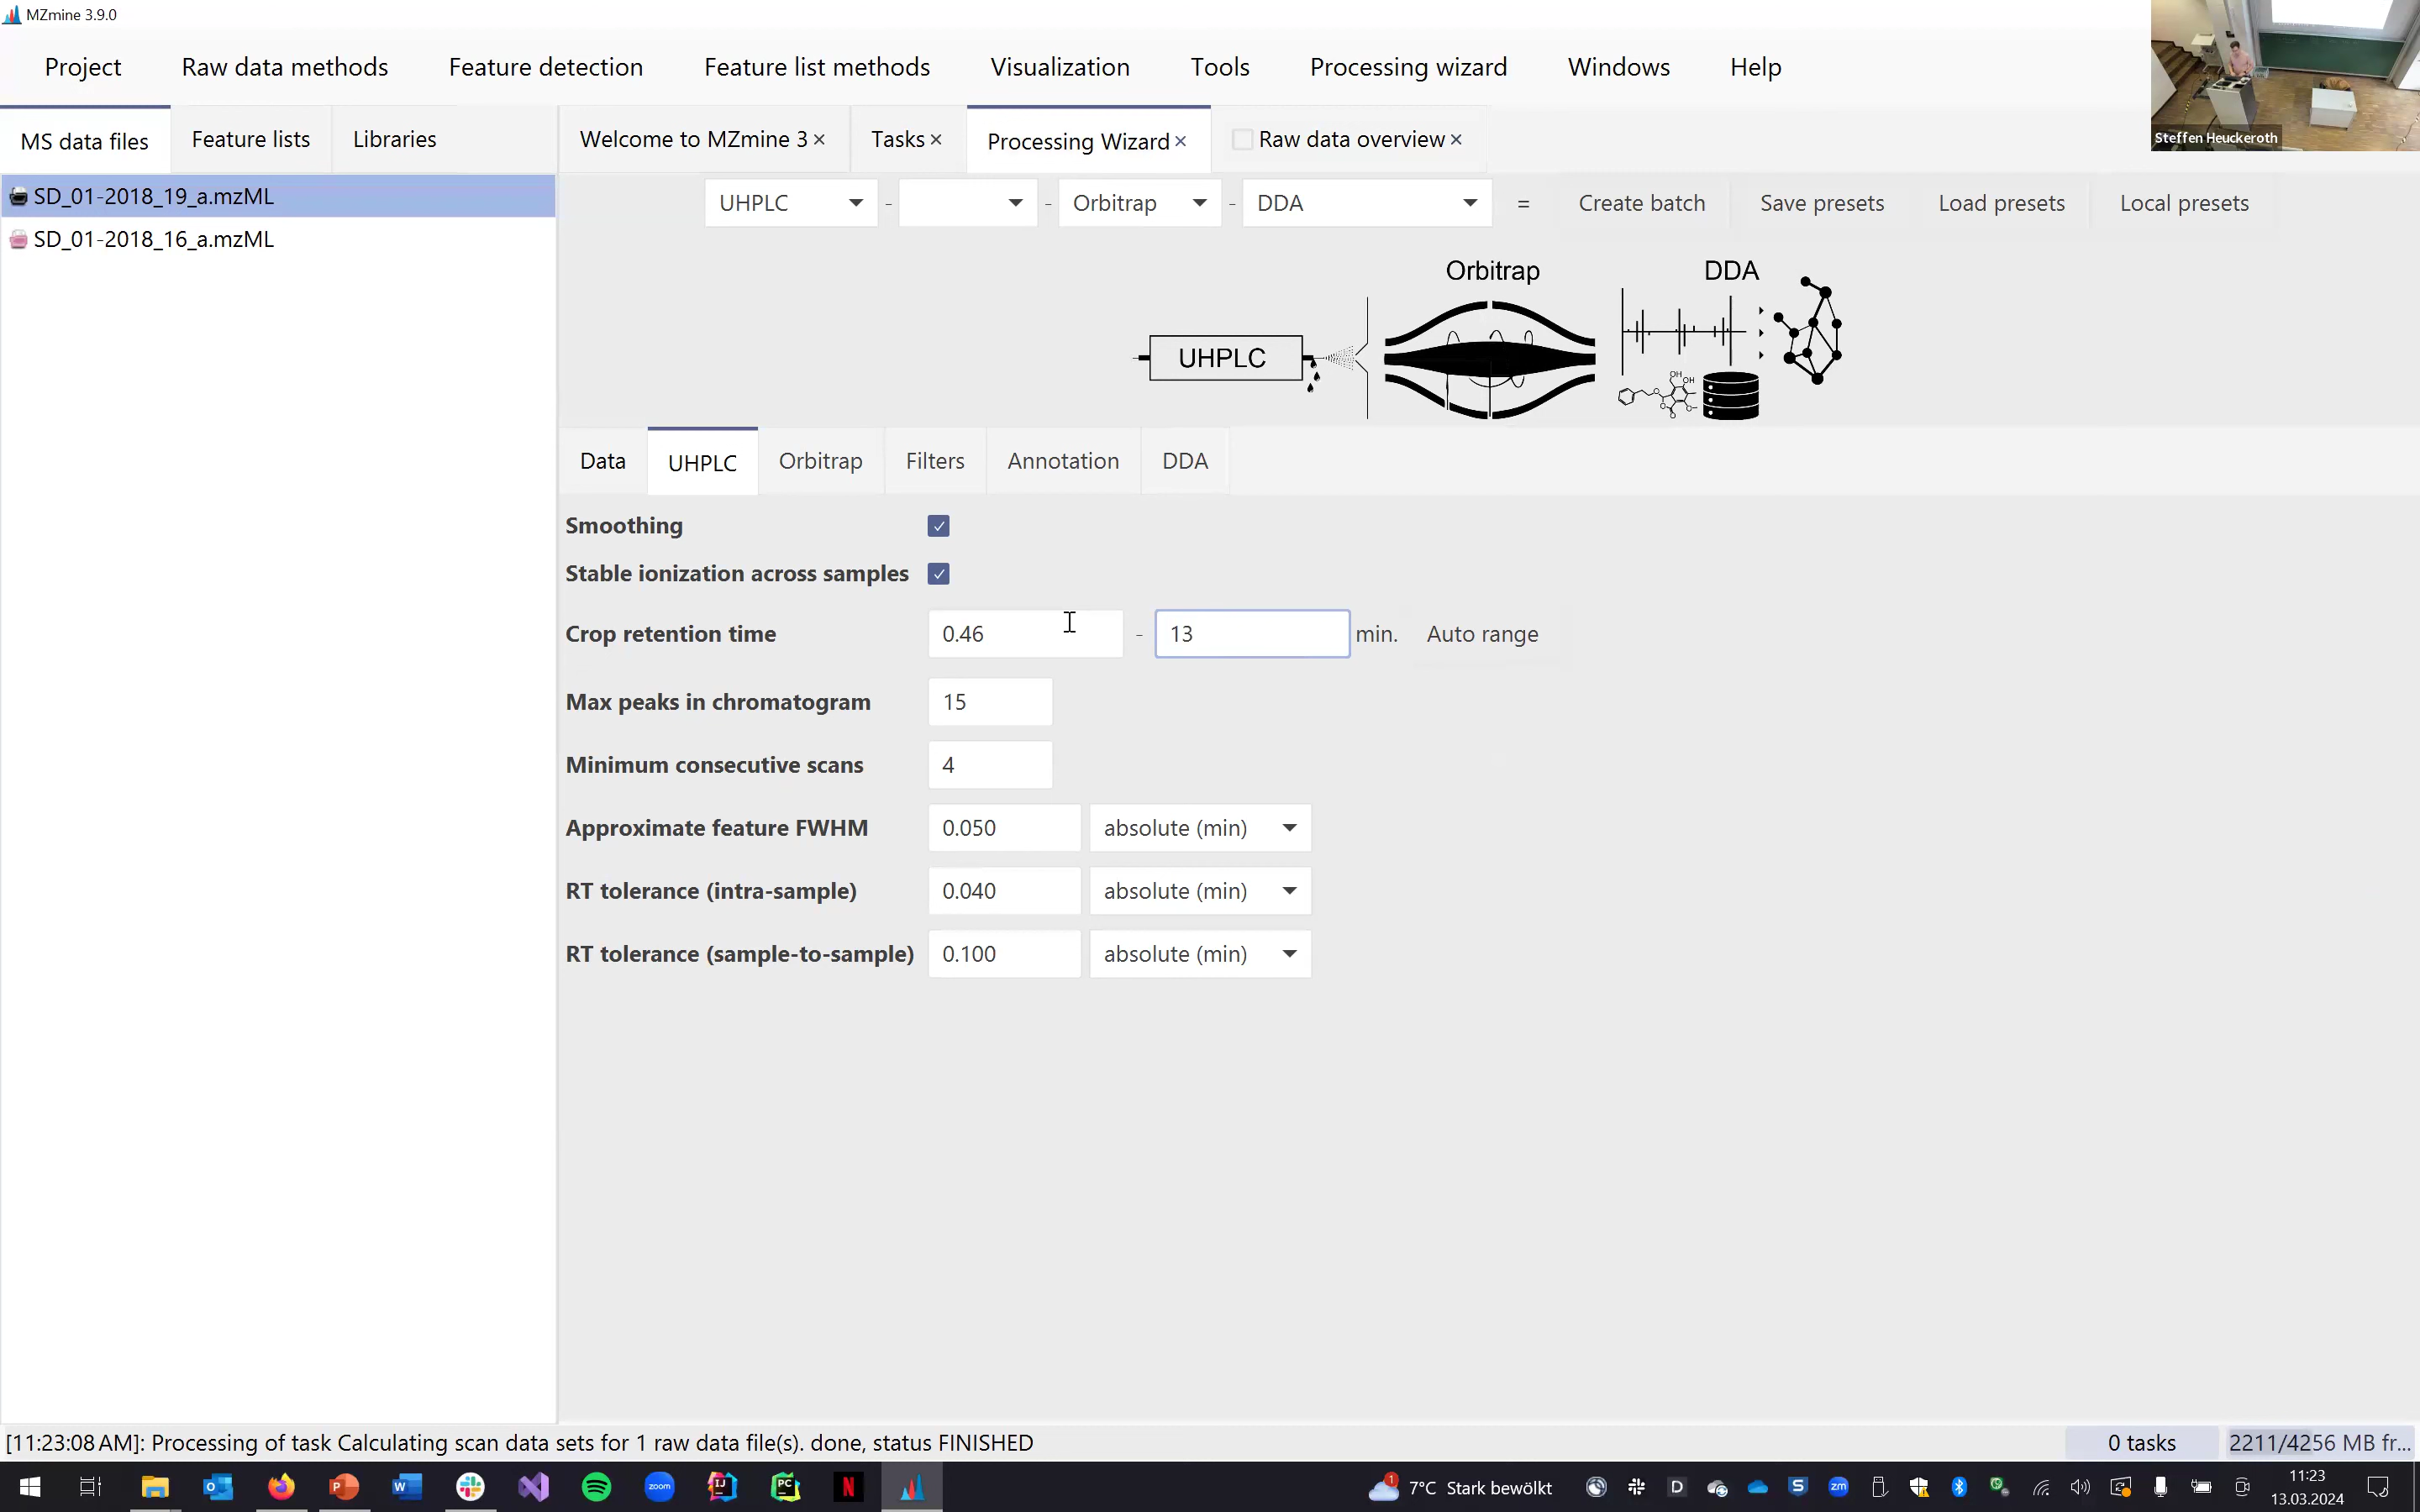 MZmine 3.9.0
Project Raw data methods Feature detection Feature list methods Visualization Tools Processing wizard Windows Help
Steffen Heuckeroth
MS data files Feature lists Libraries Welcome to MZmine 3 × Tasks × Processing Wizard × Raw data overview ×
SD_01-2018_19_a.mzML
SD_01-2018_16_a.mzML
UHPLC - - Orbitrap - DDA = Create batch Save presets Load presets Local presets
Orbitrap DDA
UHPLC
OH
OH
O
O
O
O
Data UHPLC Orbitrap Filters Annotation DDA
Smoothing
Stable ionization across samples
Crop retention time 0.46 - 13 min. Auto range
Max peaks in chromatogram 15
Minimum consecutive scans 4
Approximate feature FWHM 0.050 absolute (min)
RT tolerance (intra-sample) 0.040 absolute (min)
RT tolerance (sample-to-sample) 0.100 absolute (min)
[11:23:08 AM]: Processing of task Calculating scan data sets for 1 raw data file(s). done, status FINISHED 0 tasks 2211/4256 MB fr...
1 7°C Stark bewölkt 11:23
13.03.2024